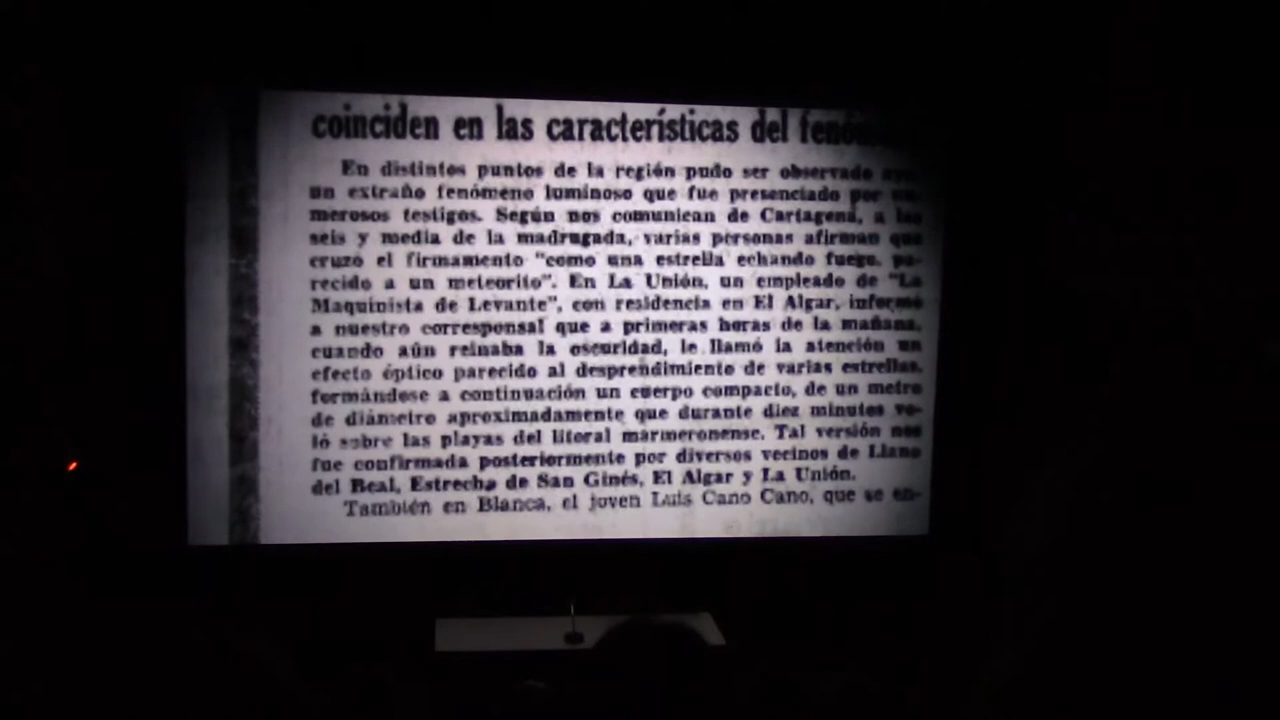 coinciden en las características del
En distintos puntos de la región pudo ser observado
un extraño fenómeno luminoso que fue presenciado por nu-
merosos testigos. Según nos comunican de Cartagena, a las
seis y media de la madrugada, varias personas afirman que
cruzó el firmamento "como una estrella echando fuego, pa-
recido a un meteorito". En La Unión, un empleado de "La
Maquinista de Levante", con residencia en El Algar, informó
a nuestro corresponsal que a primeras horas de la mañana,
cuando aún reinaba la oscuridad, le llamó la atención un
efecto óptico parecido al desprendimiento de varias estrellas,
formándose a continuación un cuerpo compacto, de un metro
de diámetro aproximadamente que durante diez minutos vo-
ló sobre las playas del litoral marmeronense. Tal versión nos
fue confirmada posteriormente por diversos vecinos de Llano
del Beal, Estrecho de San Ginés, El Algar y La Unión.
También en Blanca, el joven Luis Cano Cano, que se en-